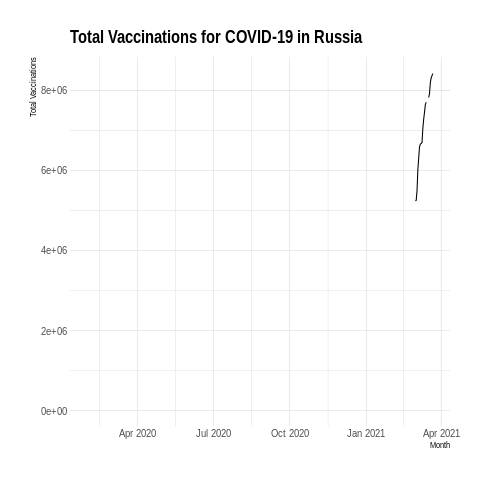 Total Vaccinations for COVID-19 in Russia
Total Vaccinations
8e+06
6e+06
4e+06
2e+06
0e+00
Apr 2020 Jul 2020 Oct 2020 Jan 2021 Apr 2021
Month